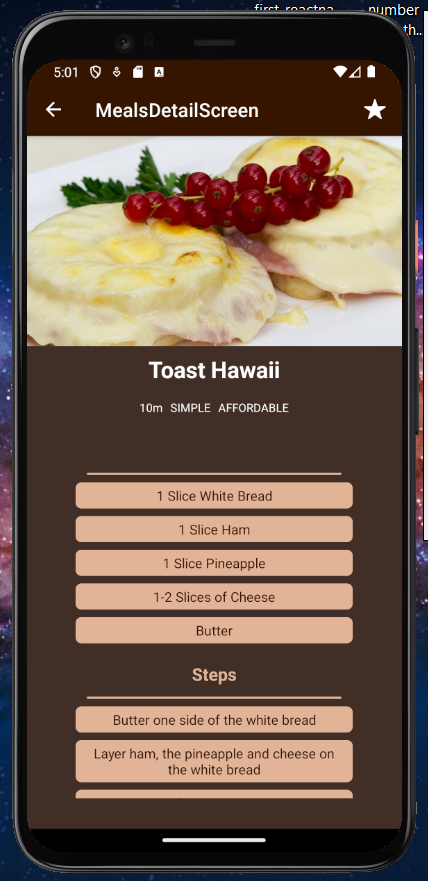 first_reactna
number
th..
5:01
A
MealsDetailScreen
Toast Hawaii
10m SIMPLE AFFORDABLE
1 Slice White Bread
1 Slice Ham
1 Slice Pineapple
1-2 Slices of Cheese
Butter
Steps
Butter one side of the white bread
Layer ham, the pineapple and cheese on
the white bread